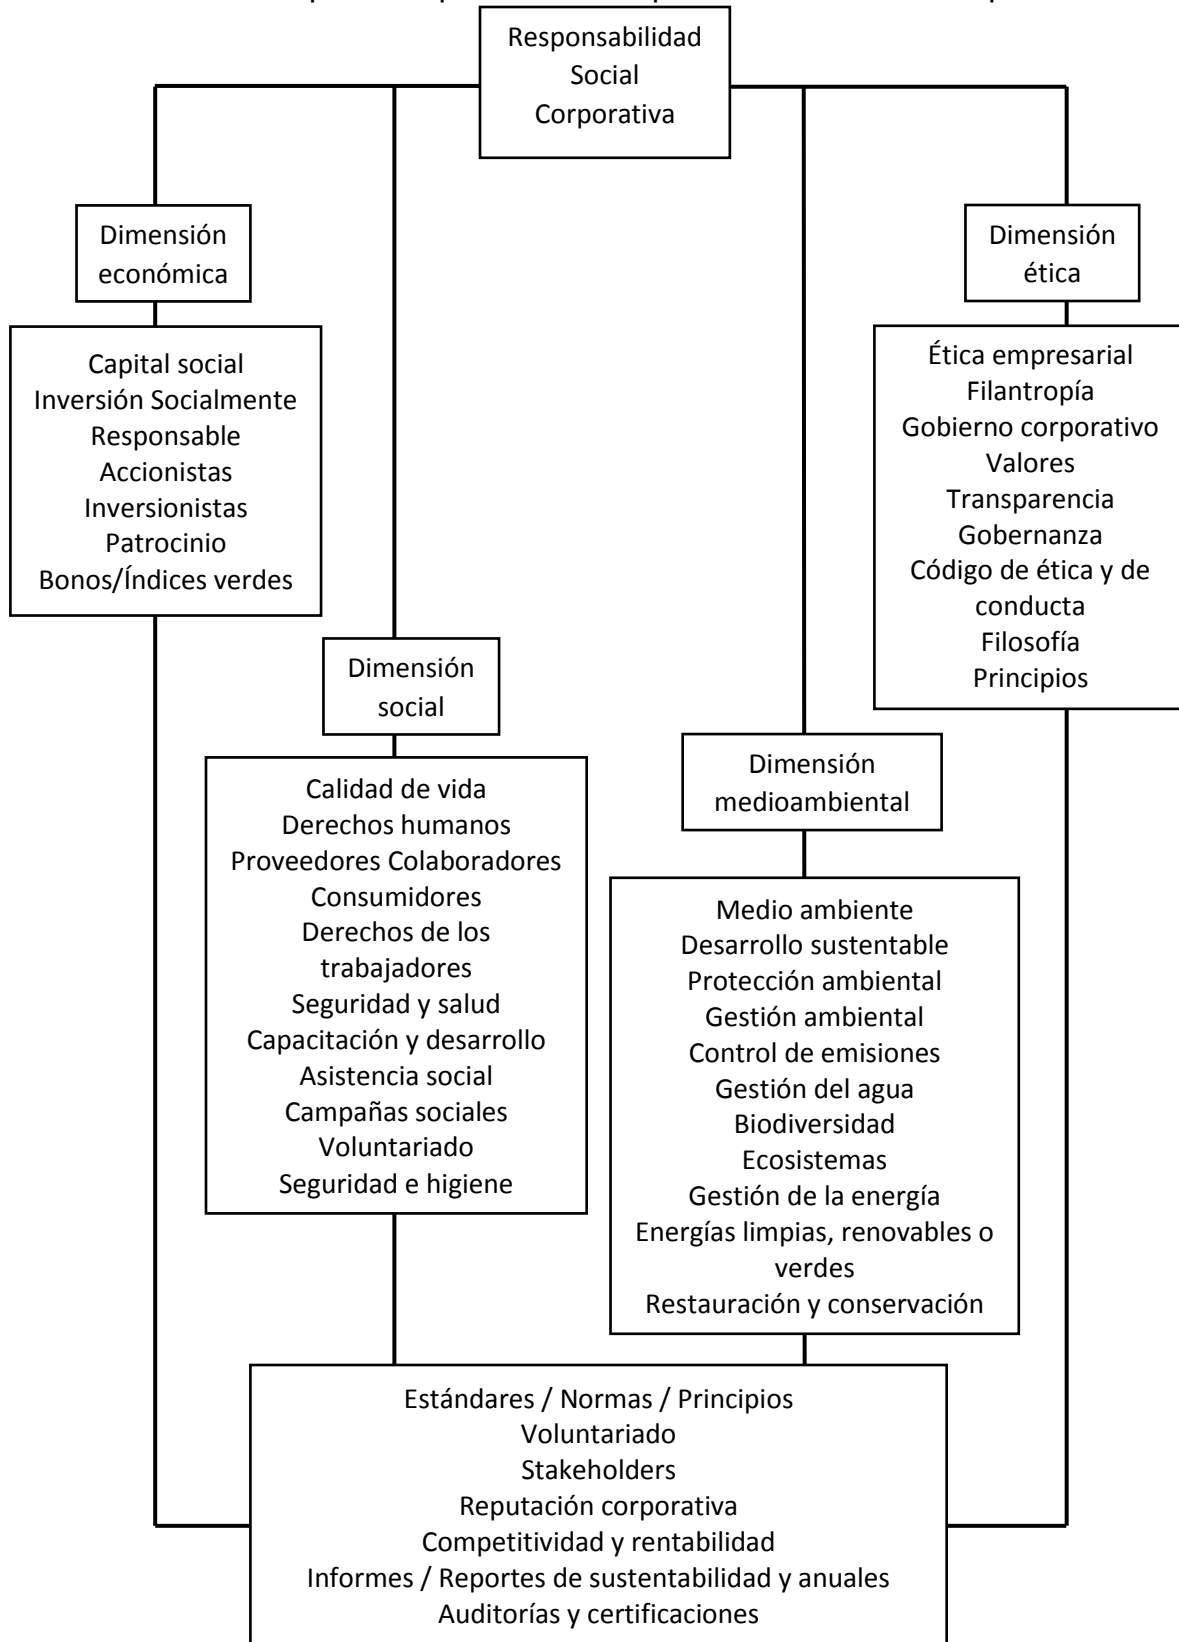 Responsabilidad
Social
Corporativa
Dimensión
económica
Capital social
Inversión Socialmente
Responsable
Accionistas
Inversionistas
Patrocinio
Bonos/Índices verdes
Dimensión
social
Calidad de vida
Derechos humanos
Proveedores Colaboradores
Consumidores
Derechos de los
trabajadores
Seguridad y salud
Capacitación y desarrollo
Asistencia social
Campañas sociales
Voluntariado
Seguridad e higiene
Dimensión
medioambiental
Medio ambiente
Desarrollo sustentable
Protección ambiental
Gestión ambiental
Control de emisiones
Gestión del agua
Biodiversidad
Ecosistemas
Gestión de la energía
Energías limpias, renovables o
verdes
Restauración y conservación
Dimensión
ética
Ética empresarial
Filantropía
Gobierno corporativo
Valores
Transparencia
Gobernanza
Código de ética y de
conducta
Filosofía
Principios
Estándares / Normas / Principios
Voluntariado
Stakeholders
Reputación corporativa
Competitividad y rentabilidad
Informes / Reportes de sustentabilidad y anuales
Auditorías y certificaciones